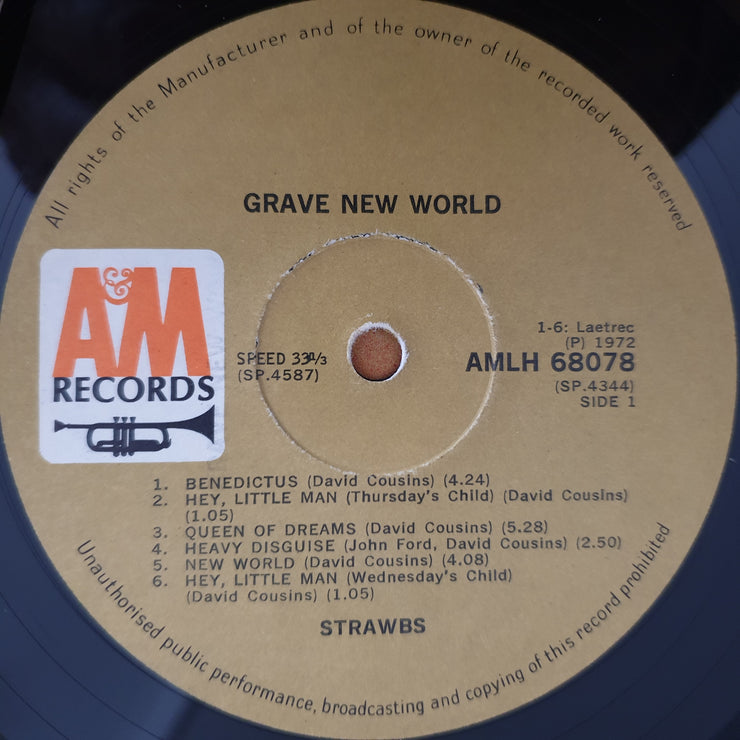 All rights of the Manufacturer and of the owner of the recorded work reserved
GRAVE NEW WORLD
A&M
RECORDS
SPEED 33⅓
(SP.4587)
1-6: Laetrec
(P) 1972
AMLH 68078
(SP.4344)
SIDE 1
1. BENEDICTUS (David Cousins) (4.24)
2. HEY, LITTLE MAN (Thursday's Child) (David Cousins)
(1.05)
3. QUEEN OF DREAMS (David Cousins) (5.28)
4. HEAVY DISGUISE (John Ford, David Cousins) (2.50)
5. NEW WORLD (David Cousins) (4.08)
6. HEY, LITTLE MAN (Wednesday's Child)
(David Cousins) (1.05)
STRAWBS
Unauthorised public performance, broadcasting and copying of this record prohibited